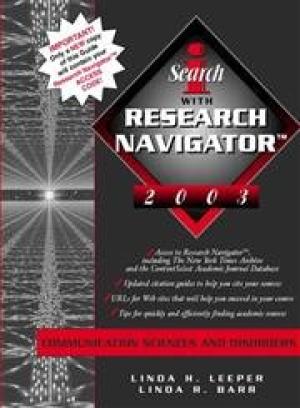 IMPORTANT!
Only a NEW copy
of this Guide
will contain your
Research Navigator™
ACCESS
CODE!
i
Search
WITH
RESEARCH
NAVIGATOR™
2003
✓Access to Research Navigator™,
including The New York Times Archive
and the ContentSelect Academic Journal Database
✓Updated citation guides to help you cite your sources
✓URLs for Web sites that will help you succeed in your course
✓Tips for quickly and efficiently finding academic sources
COMMUNICATION SCIENCES AND DISORDERS
LINDA H. LEEPER
LINDA R. BARR